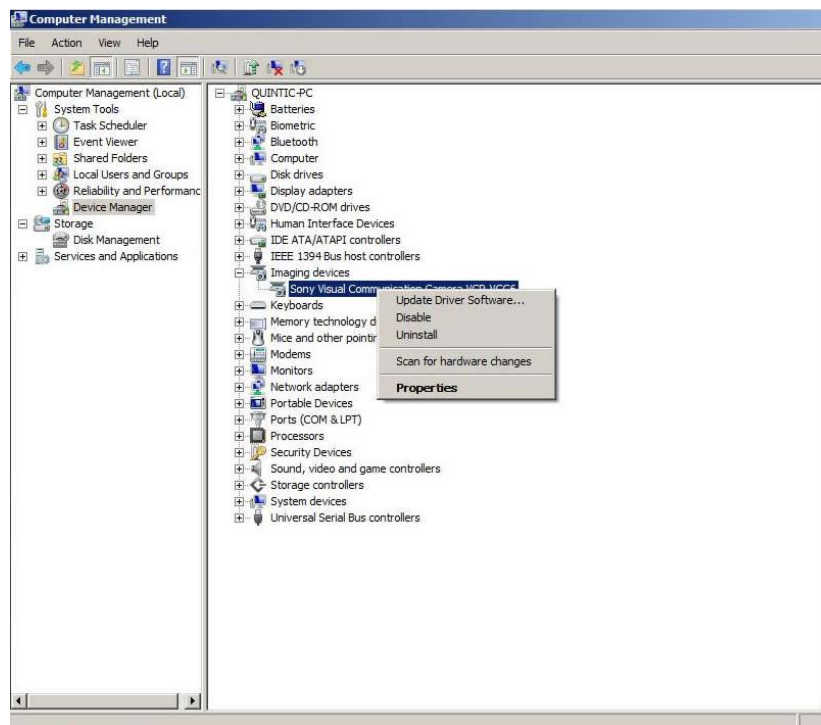 Computer Management
File Action View Help
Computer Management (Local)
System Tools
Task Scheduler
Event Viewer
Shared Folders
Local Users and Groups
Reliability and Performanc
Device Manager
Storage
Disk Management
Services and Applications
QUINTIC-PC
Batteries
Biometric
Bluetooth
Computer
Disk drives
Display adapters
DVD/CD-ROM drives
Human Interface Devices
IDE ATA/ATAPI controllers
IEEE 1394 Bus host controllers
Imaging devices
Sony Visual Communication Camera VGP-VCC6
Keyboards
Memory technology d
Mice and other pointin
Modems
Monitors
Network adapters
Portable Devices
Ports (COM & LPT)
Processors
Security Devices
Sound, video and game controllers
Storage controllers
System devices
Universal Serial Bus controllers
Update Driver Software...
Disable
Uninstall
Scan for hardware changes
Properties